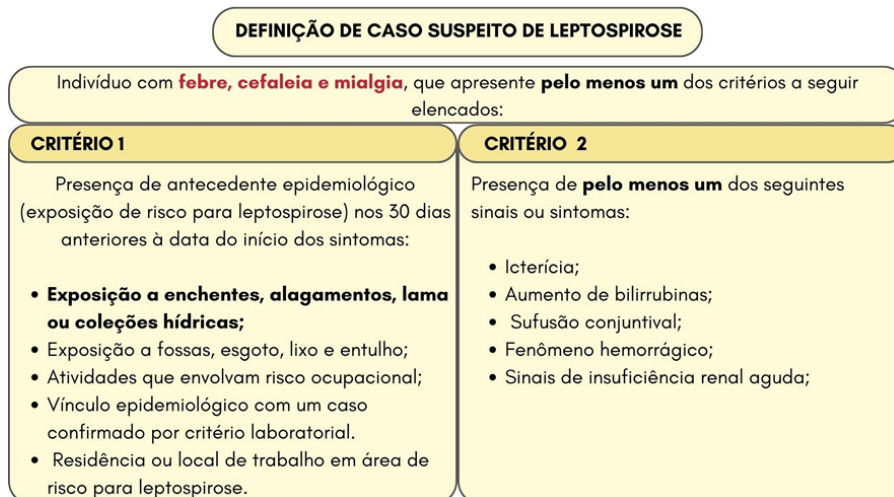 DEFINIÇÃO DE CASO SUSPEITO DE LEPTOSPIROSE
Indivíduo com febre, cefaleia e mialgia, que apresente pelo menos um dos critérios a seguir
elencados:
CRITÉRIO 1
Presença de antecedente epidemiológico
(exposição de risco para leptospirose) nos 30 dias
anteriores à data do início dos sintomas:
• Exposição a enchentes, alagamentos, lama
ou coleções hídricas;
• Exposição a fossas, esgoto, lixo e entulho;
• Atividades que envolvam risco ocupacional;
• Vínculo epidemiológico com um caso
confirmado por critério laboratorial.
• Residência ou local de trabalho em área de
risco para leptospirose.
CRITÉRIO 2
Presença de pelo menos um dos seguintes
sinais ou sintomas:
• Icterícia;
• Aumento de bilirrubinas;
• Sufusão conjuntival;
• Fenômeno hemorrágico;
• Sinais de insuficiência renal aguda;